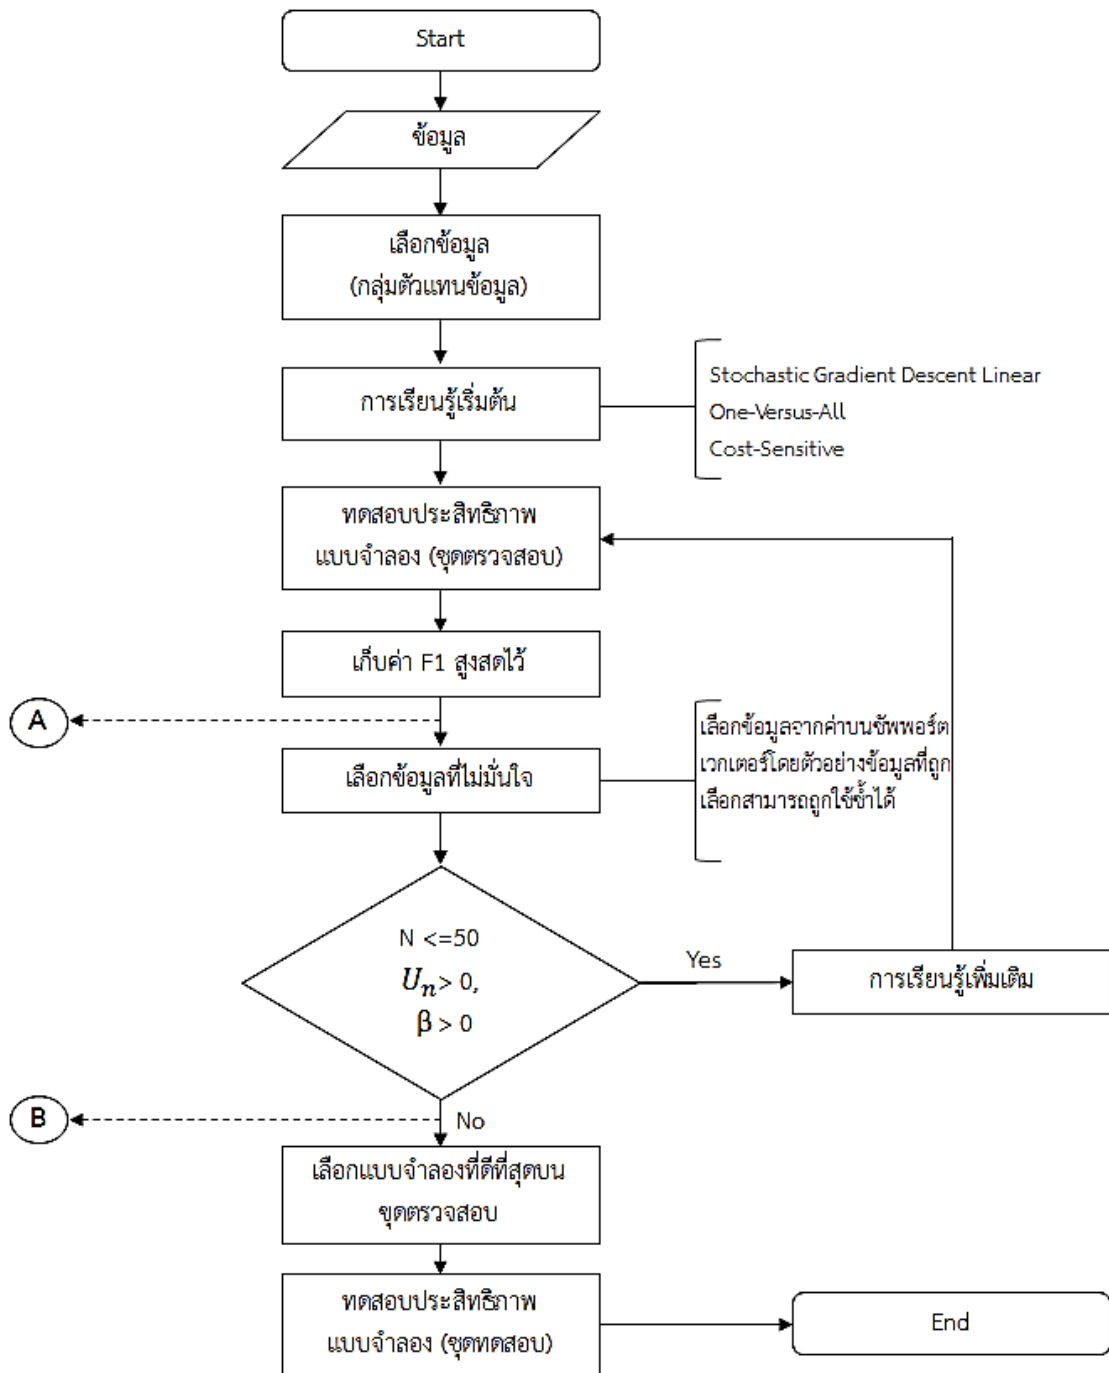 Start
ข้อมูล
เลือกข้อมูล
(กลุ่มตัวแทนข้อมูล)
การเรียนรู้เริ่มต้น
Stochastic Gradient Descent Linear
One-Versus-All
Cost-Sensitive
ทดสอบประสิทธิภาพ
แบบจำลอง (ชุดตรวจสอบ)
เก็บค่า F1 สูงสดไว้
A
เลือกข้อมูลที่ไม่มั่นใจ
เลือกข้อมูลจากค่าบนซัพพอร์ต
เวกเตอร์โดยตัวอย่างข้อมูลที่ถูก
เลือกสามารถถูกใช้ซ้ำได้
N <=50
Uₙ> 0,
β > 0
Yes
การเรียนรู้เพิ่มเติม
B
No
เลือกแบบจำลองที่ดีที่สุดบน
ชุดตรวจสอบ
ทดสอบประสิทธิภาพ
แบบจำลอง (ชุดทดสอบ)
End